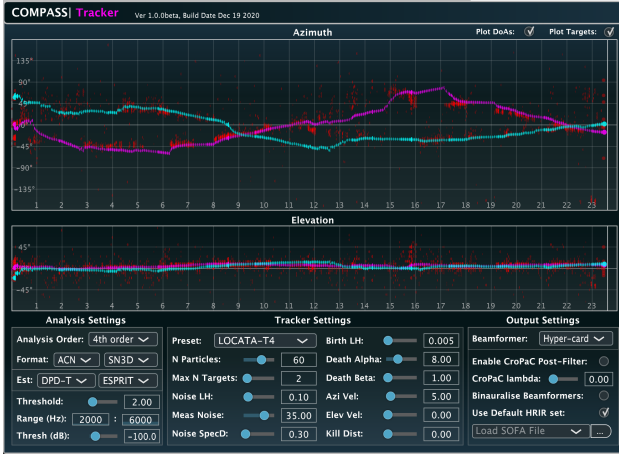 COMPASS| Tracker Ver 1.0.0beta, Build Date Dec 19 2020
Azimuth Plot DoAs: Plot Targets:
135°
90°
45°
-0°
-45°
-90°
-135°
1 2 3 4 5 6 7 8 9 10 11 12 13 14 15 16 17 18 19 20 21 22 23
Elevation
45°
-45°
1 2 3 4 5 6 7 8 9 10 11 12 13 14 15 16 17 18 19 20 21 22 23
Analysis Settings
Analysis Order: 4th order
Format: ACN SN3D
Est: DPD-T ESPRIT
Threshold: 2.00
Range (Hz): 2000 : 6000
Thresh (dB): -100.0
Tracker Settings
Preset: LOCATA-T4
N Particles: 60
Max N Targets: 2
Noise LH: 0.10
Meas Noise: 35.00
Noise SpecD: 0.30
Birth LH: 0.005
Death Alpha: 8.00
Death Beta: 1.00
Azi Vel: 5.00
Elev Vel: 0.00
Kill Dist: 0.00
Output Settings
Beamformer: Hyper-card
Enable CroPaC Post-Filter:
CroPaC lambda: 0.00
Binauralise Beamformers:
Use Default HRIR set:
Load SOFA File ...